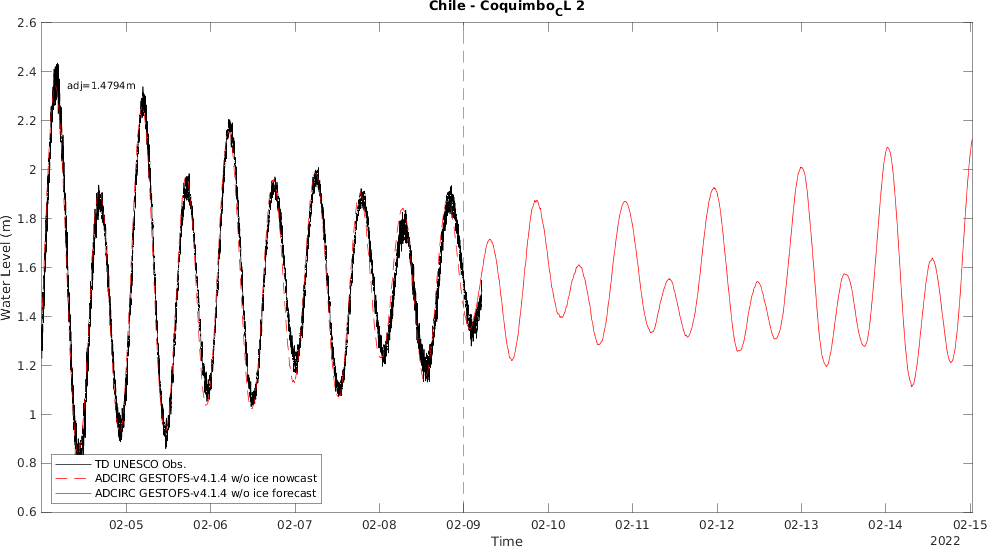 Chile - Coquimbo_CL 2
2.6
2.4
2.2
2
1.8
1.6
1.4
1.2
1
0.8
0.6
Water Level (m)
adj=1.4794m
TD UNESCO Obs.
ADCIRC GESTOFS-v4.1.4 w/o ice nowcast
ADCIRC GESTOFS-v4.1.4 w/o ice forecast
02-05 02-06 02-07 02-08 02-09 02-10 02-11 02-12 02-13 02-14 02-15
Time
2022